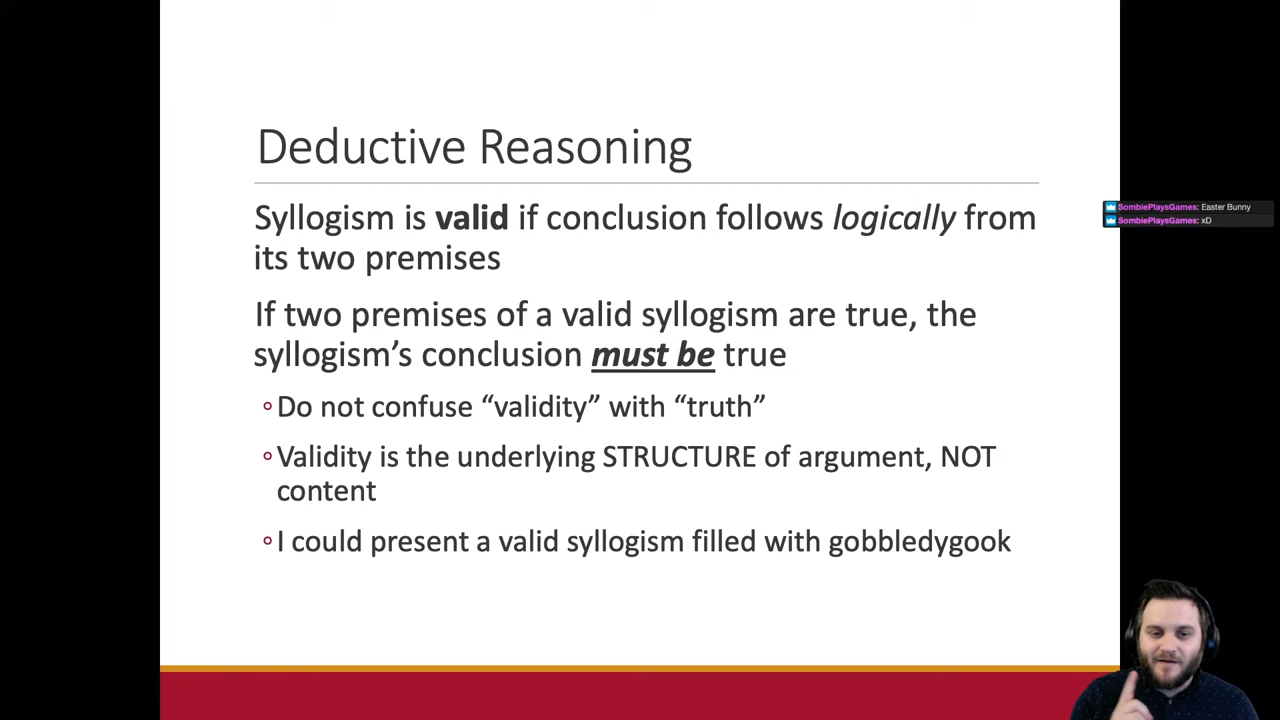 Deductive Reasoning
Syllogism is valid if conclusion follows logically from
its two premises
If two premises of a valid syllogism are true, the
syllogism’s conclusion must be true
Do not confuse “validity” with “truth”
Validity is the underlying STRUCTURE of argument, NOT
content
I could present a valid syllogism filled with gobbledygook
SombiePlaysGames: Easter Bunny
SombiePlaysGames: xD